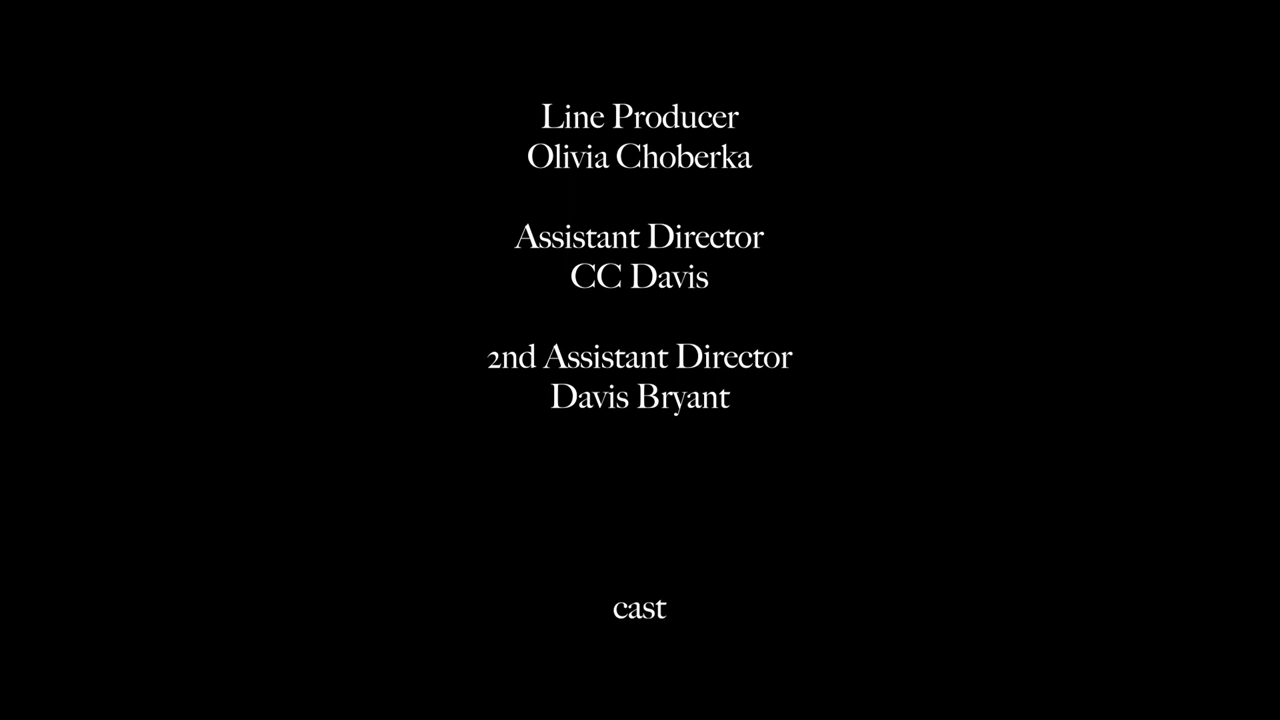 Line Producer
Olivia Choberka
Assistant Director
CC Davis
2nd Assistant Director
Davis Bryant
cast